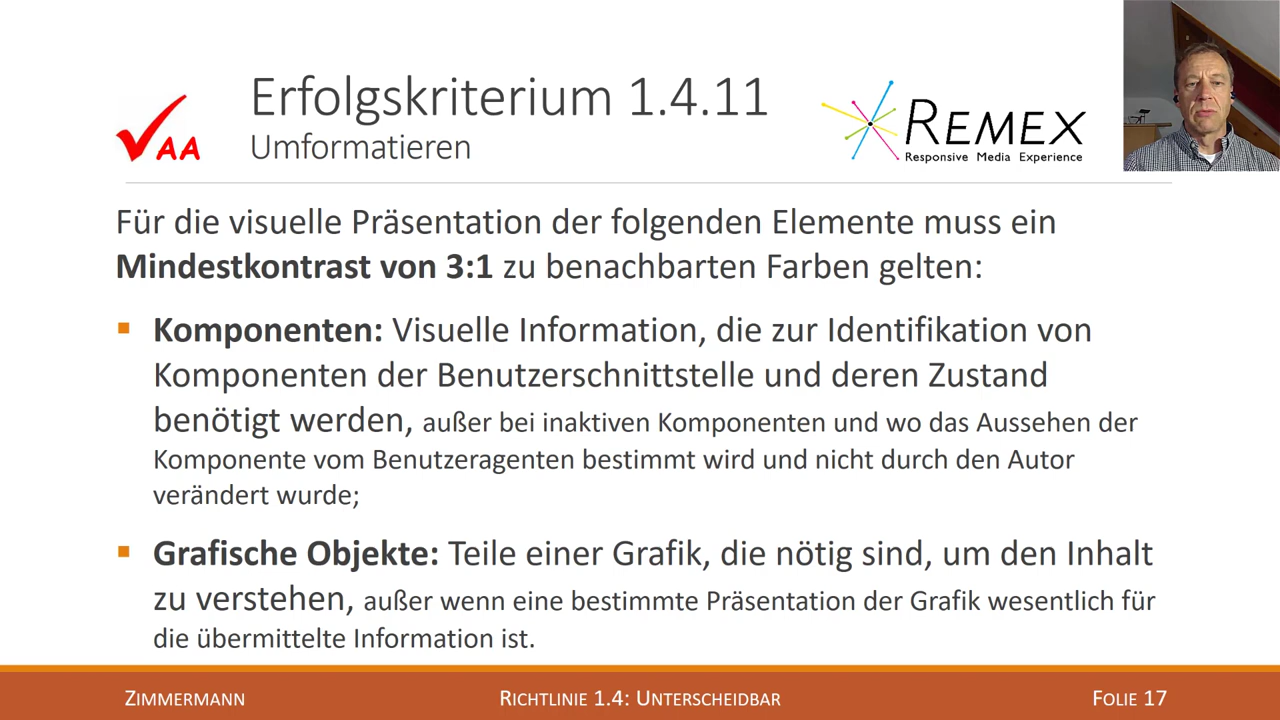 AA
Erfolgskriterium 1.4.11
Umformatieren
REMEX
Responsive Media Experience
Für die visuelle Präsentation der folgenden Elemente muss ein
Mindestkontrast von 3:1 zu benachbarten Farben gelten:
Komponenten: Visuelle Information, die zur Identifikation von
Komponenten der Benutzerschnittstelle und deren Zustand
benötigt werden, außer bei inaktiven Komponenten und wo das Aussehen der
Komponente vom Benutzeragenten bestimmt wird und nicht durch den Autor
verändert wurde;
Grafische Objekte: Teile einer Grafik, die nötig sind, um den Inhalt
zu verstehen, außer wenn eine bestimmte Präsentation der Grafik wesentlich für
die übermittelte Information ist.
ZIMMERMANN
RICHTLINIE 1.4: UNTERSCHEIDBAR
FOLIE 17